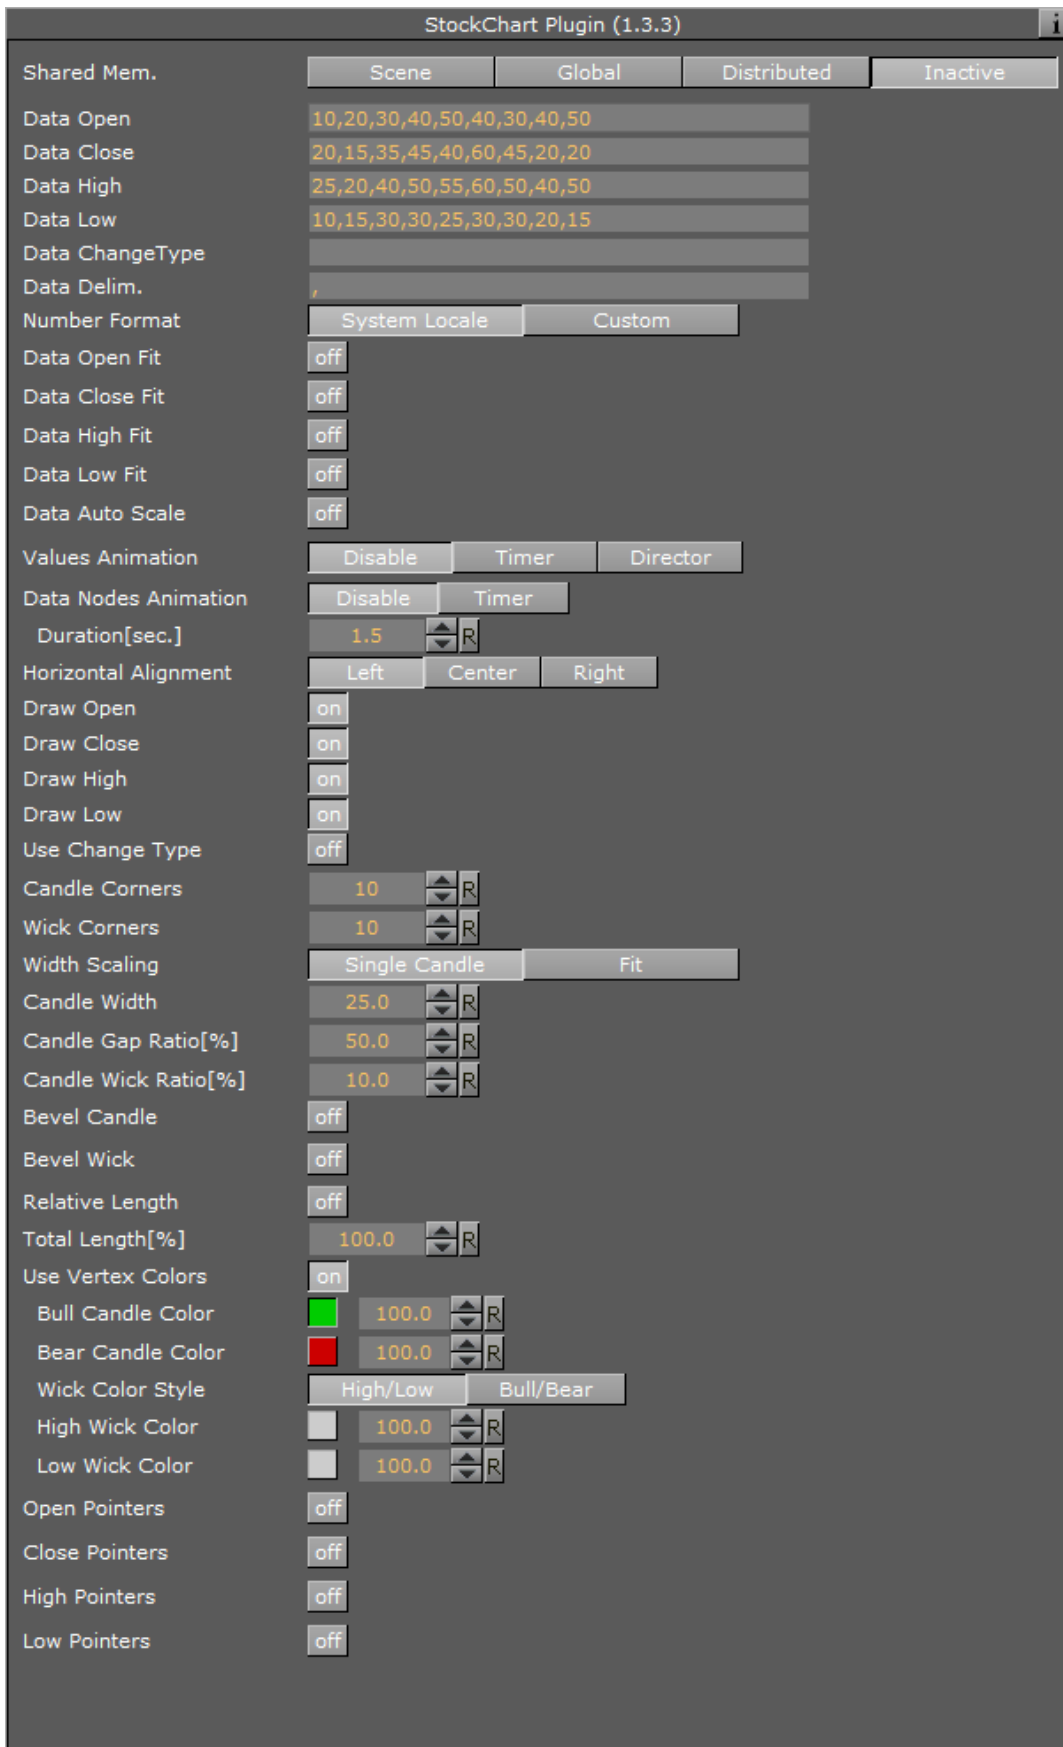 StockChart Plugin (1.3.3) i
Shared Mem. Scene Global Distributed Inactive
Data Open 10,20,30,40,50,40,30,40,50
Data Close 20,15,35,45,40,60,45,20,20
Data High 25,20,40,50,55,60,50,40,50
Data Low 10,15,30,30,25,30,30,20,15
Data ChangeType
Data Delim. ,
Number Format System Locale Custom
Data Open Fit off
Data Close Fit off
Data High Fit off
Data Low Fit off
Data Auto Scale off
Values Animation Disable Timer Director
Data Nodes Animation Disable Timer
Duration[sec.] 1.5 R
Horizontal Alignment Left Center Right
Draw Open on
Draw Close on
Draw High on
Draw Low on
Use Change Type off
Candle Corners 10 R
Wick Corners 10 R
Width Scaling Single Candle Fit
Candle Width 25.0 R
Candle Gap Ratio[%] 50.0 R
Candle Wick Ratio[%] 10.0 R
Bevel Candle off
Bevel Wick off
Relative Length off
Total Length[%] 100.0 R
Use Vertex Colors on
Bull Candle Color 100.0 R
Bear Candle Color 100.0 R
Wick Color Style High/Low Bull/Bear
High Wick Color 100.0 R
Low Wick Color 100.0 R
Open Pointers off
Close Pointers off
High Pointers off
Low Pointers off